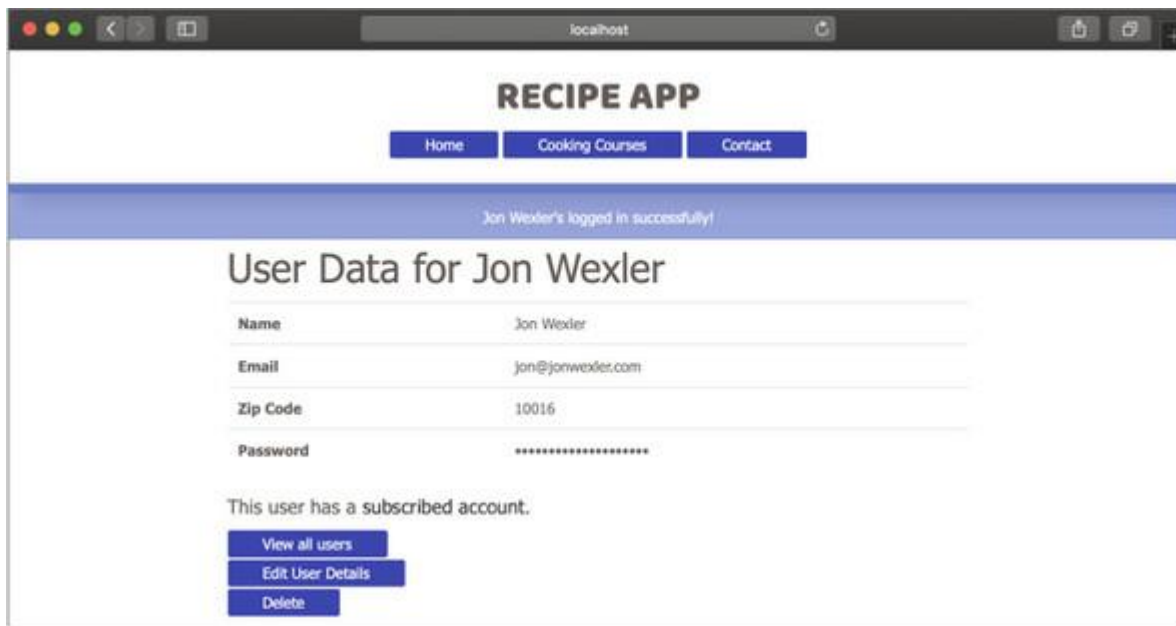 localhost
RECIPE APP
Home Cooking Courses Contact
Jon Wexler's logged in successfully!
User Data for Jon Wexler
Name Jon Wexler
Email jon@jonwexler.com
Zip Code 10016
Password ********************
This user has a subscribed account.
View all users
Edit User Details
Delete